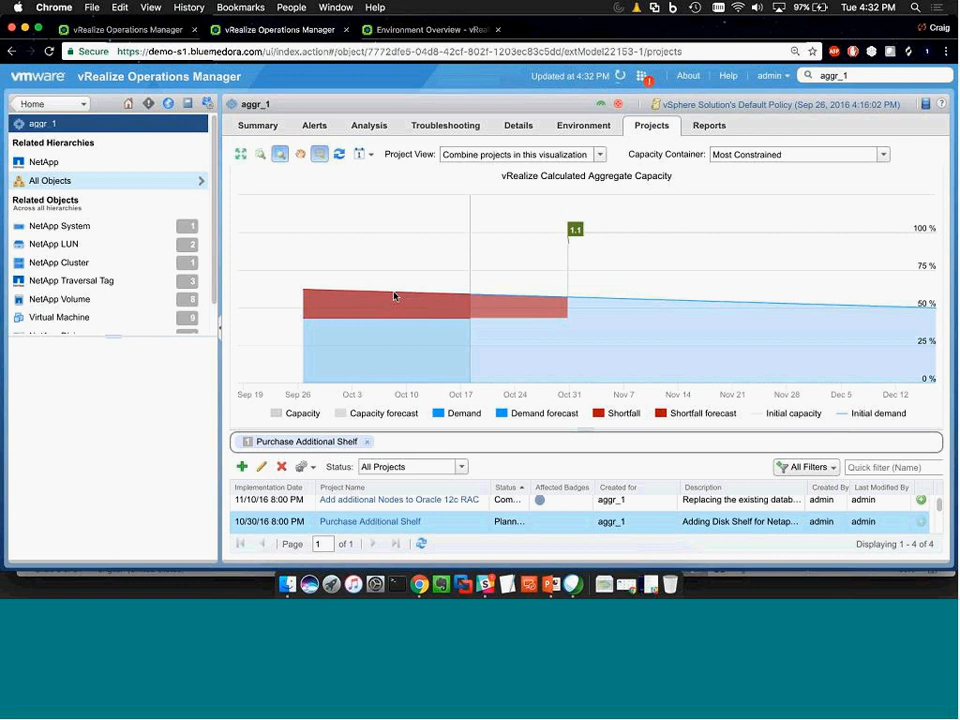 Chrome File Edit View History Bookmarks People Window Help 97% Tue 4:32 PM
vRealize Operations Manager × vRealize Operations Manager × Environment Overview - vRea × Craig
Secure https://demo-s1.bluemedora.com/ui/index.action#/object/7772dfe5-04d8-42cf-802f-1203ec83c5dd/extModel22153-1/projects
vmware vRealize Operations Manager Updated at 4:32 PM 1 About Help admin aggr_1
Home aggr_1 vSphere Solution's Default Policy (Sep 26, 2016 4:16:02 PM)
aggr_1
Related Hierarchies
NetApp
All Objects
Related Objects
Across all hierarchies
NetApp System 1
NetApp LUN 2
NetApp Cluster 1
NetApp Traversal Tag 3
NetApp Volume 8
Virtual Machine 9
Summary Alerts Analysis Troubleshooting Details Environment Projects Reports
1 Project View: Combine projects in this visualization Capacity Container: Most Constrained
vRealize Calculated Aggregate Capacity
1.1
100 %
75 %
50 %
25 %
0 %
Sep 19 Sep 26 Oct 3 Oct 10 Oct 17 Oct 24 Oct 31 Nov 7 Nov 14 Nov 21 Nov 28 Dec 5 Dec 12
Capacity Capacity forecast Demand Demand forecast Shortfall Shortfall forecast Initial capacity Initial demand
1 Purchase Additional Shelf ×
Status: All Projects All Filters Quick filter (Name)
Implementation Date Project Name Status Affected Badges Created for Description Created By Last Modified By
11/10/16 8:00 PM Add additional Nodes to Oracle 12c RAC Com... aggr_1 Replacing the existing datab... admin admin
10/30/16 8:00 PM Purchase Additional Shelf Plann... aggr_1 Adding Disk Shelf for Netap... admin admin
Page 1 of 1 Displaying 1 - 4 of 4